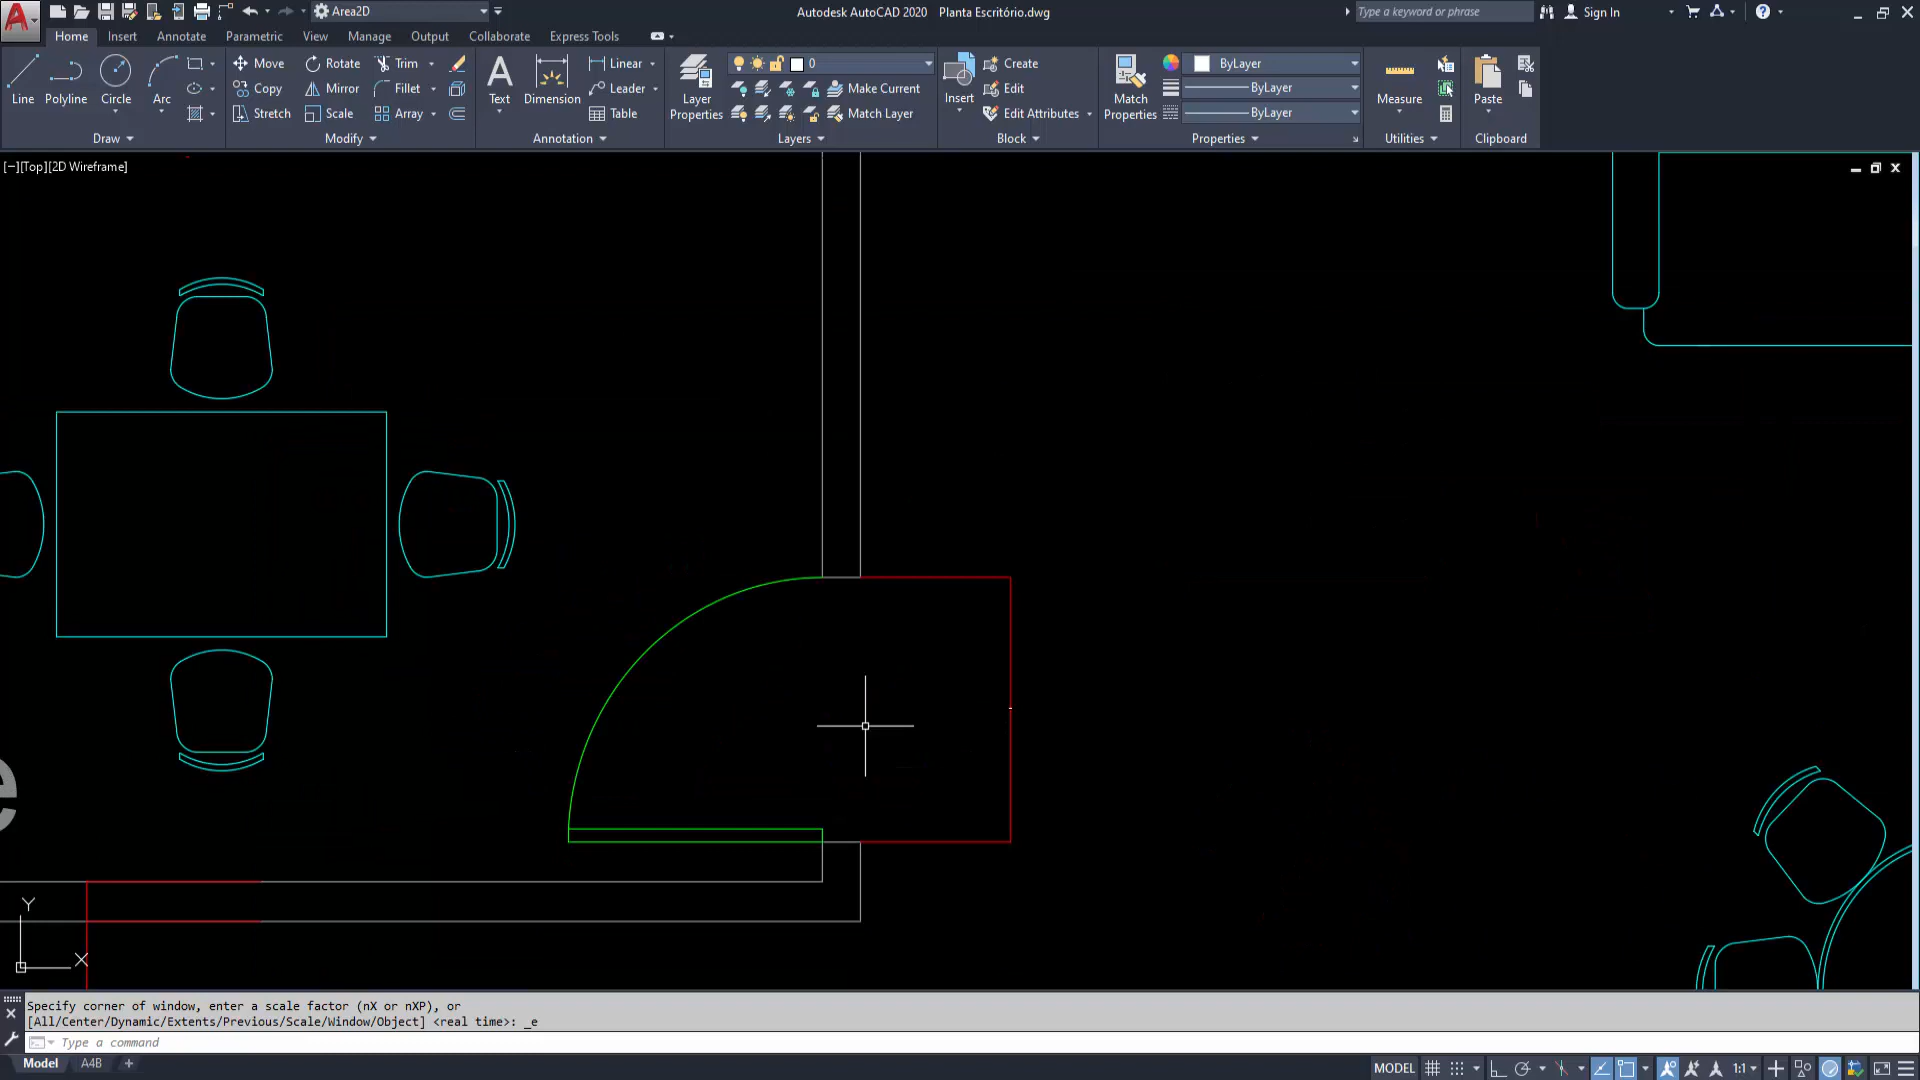 Area2D
Autodesk AutoCAD 2020 Planta Escritório.dwg
Type a keyword or phrase
Sign In
Home Insert Annotate Parametric View Manage Output Collaborate Express Tools
Line Polyline Circle Arc
Draw
Move Rotate Trim
Copy Mirror Fillet
Stretch Scale Array
Modify
Text Dimension
Linear
Leader
Table
Annotation
Layer Properties
0
Make Current
Match Layer
Layers
Insert
Create
Edit
Edit Attributes
Block
Match Properties
ByLayer
ByLayer
ByLayer
Properties
Measure
Utilities
Paste
Clipboard
[−][Top][2D Wireframe]
e
Y
X
Specify corner of window, enter a scale factor (nX or nXP), or
[All/Center/Dynamic/Extents/Previous/Scale/Window/Object] <real time>: _e
Type a command
Model A4B +
MODEL
1:1